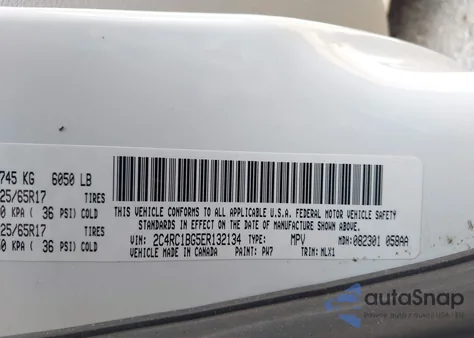 745 KG 6050 LB
25/65R17 TIRES
0 KPA ( 36 PSI) COLD
25/65R17 TIRES
0 KPA ( 36 PSI) COLD
THIS VEHICLE CONFORMS TO ALL APPLICABLE U.S.A. FEDERAL MOTOR VEHICLE SAFETY
STANDARDS IN EFFECT ON THE DATE OF MANUFACTURE SHOWN ABOVE.
VIN: 2C4RC1BG5ER132134 TYPE: MPV MDH: 082301 058AA
VEHICLE MADE IN CANADA PAINT: PW7 TRIM: MLX1
autoSnap